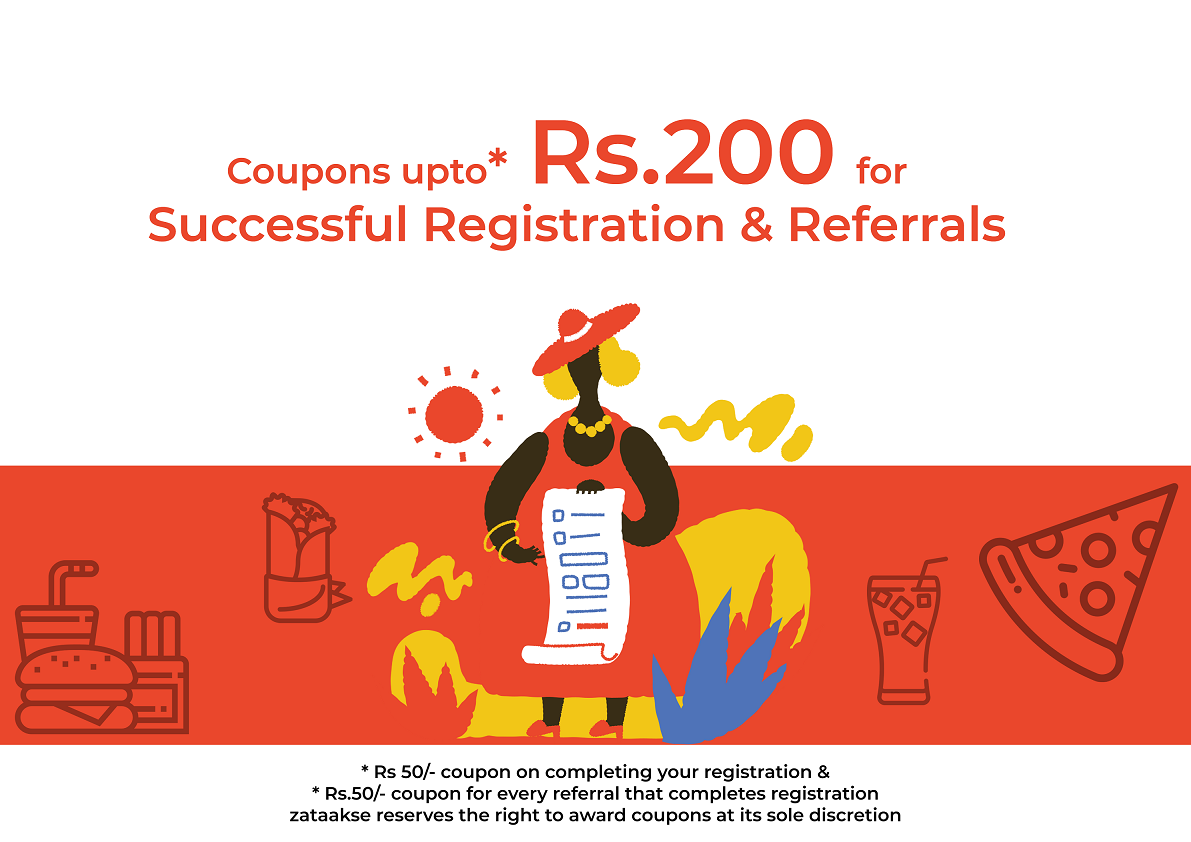 Coupons upto* Rs.200 for
Successful Registration & Referrals
* Rs 50/- coupon on completing your registration &
* Rs.50/- coupon for every referral that completes registration
zataakse reserves the right to award coupons at its sole discretion